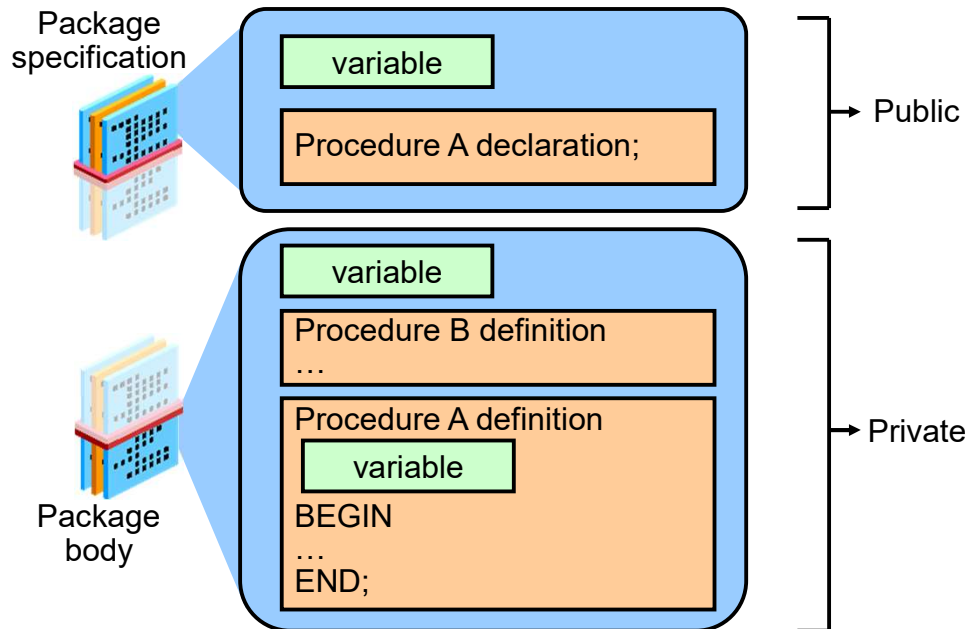 Package
specification
variable
Procedure A declaration;
Public
variable
Procedure B definition
…
Procedure A definition
variable
BEGIN
…
END;
Private
Package
body